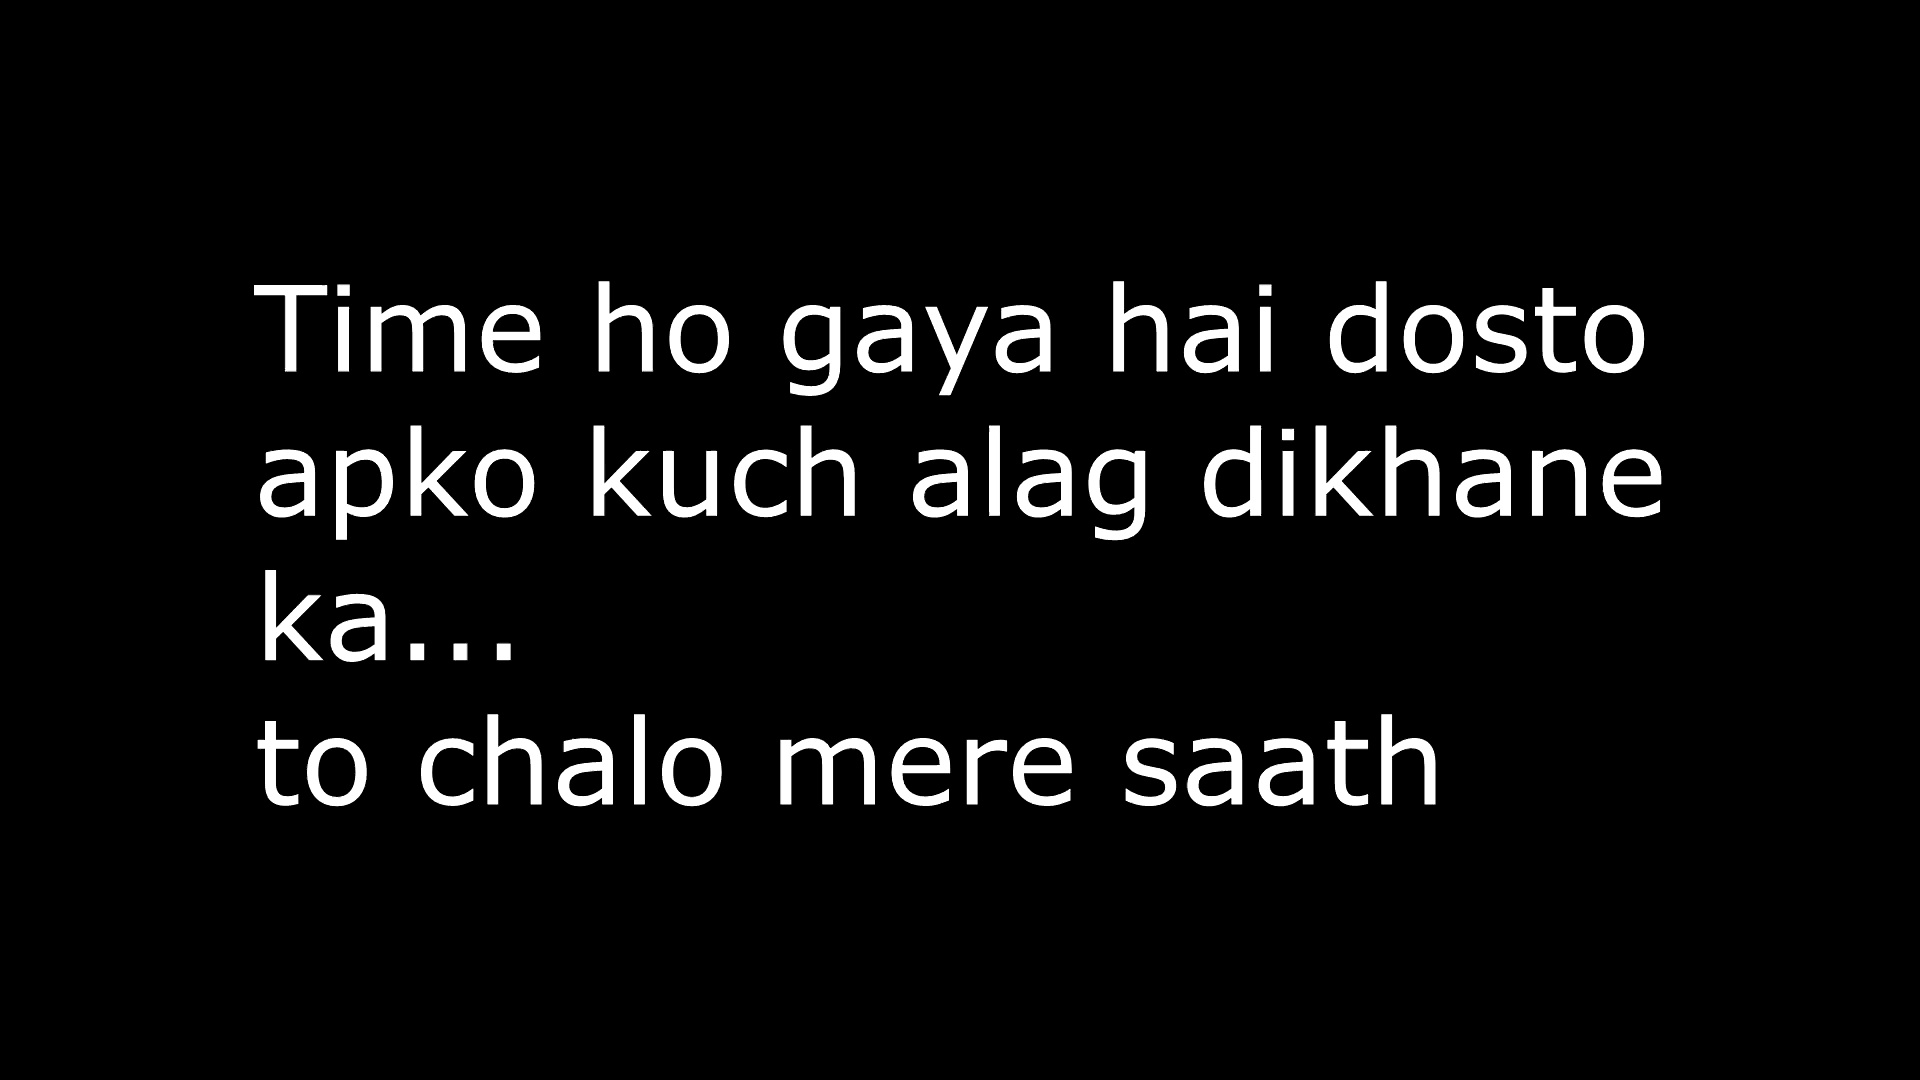 Time ho gaya hai dosto
apko kuch alag dikhane
ka...
to chalo mere saath